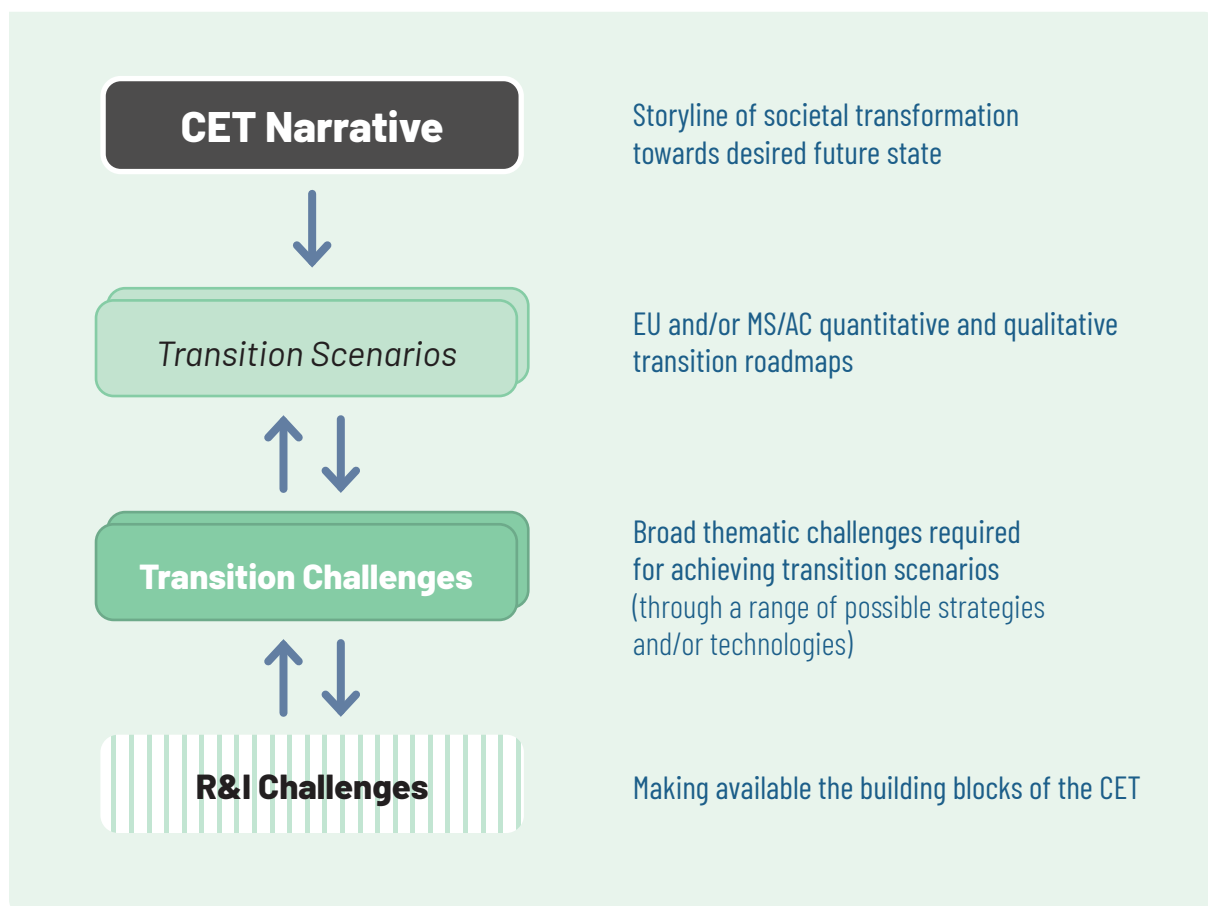 CET Narrative
Storyline of societal transformation
towards desired future state
Transition Scenarios
EU and/or MS/AC quantitative and qualitative
transition roadmaps
Transition Challenges
Broad thematic challenges required
for achieving transition scenarios
(through a range of possible strategies
and/or technologies)
R&I Challenges
Making available the building blocks of the CET